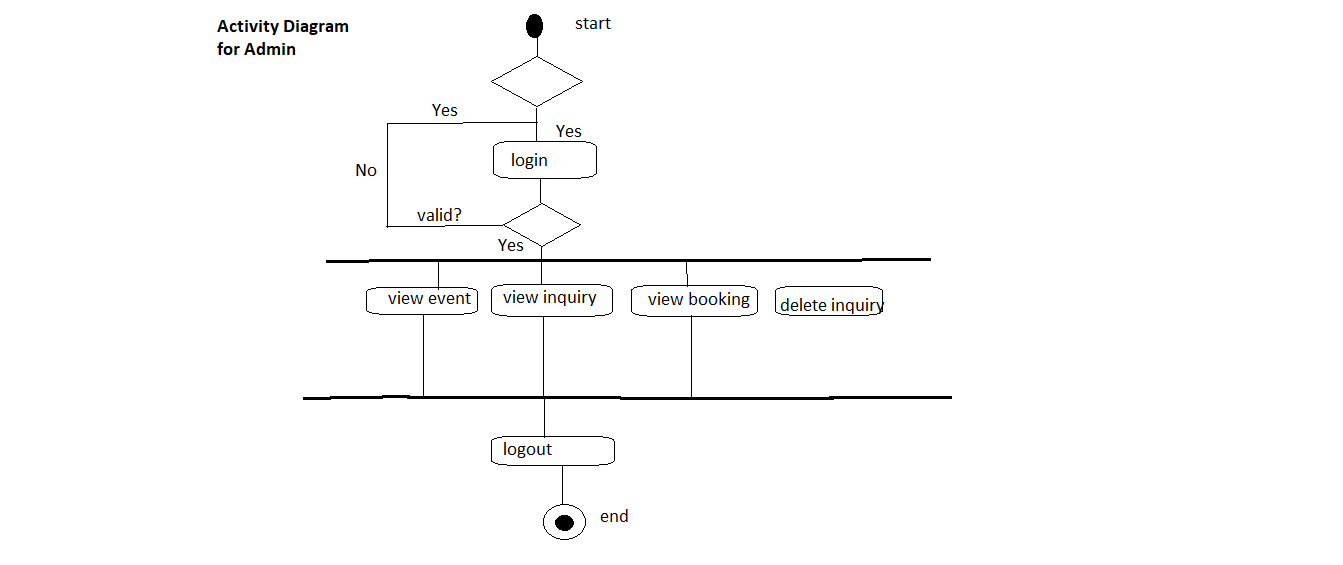 Activity Diagram
for Admin
start
Yes
Yes
login
No
valid?
Yes
view event
view inquiry
view booking
delete inquiry
logout
end